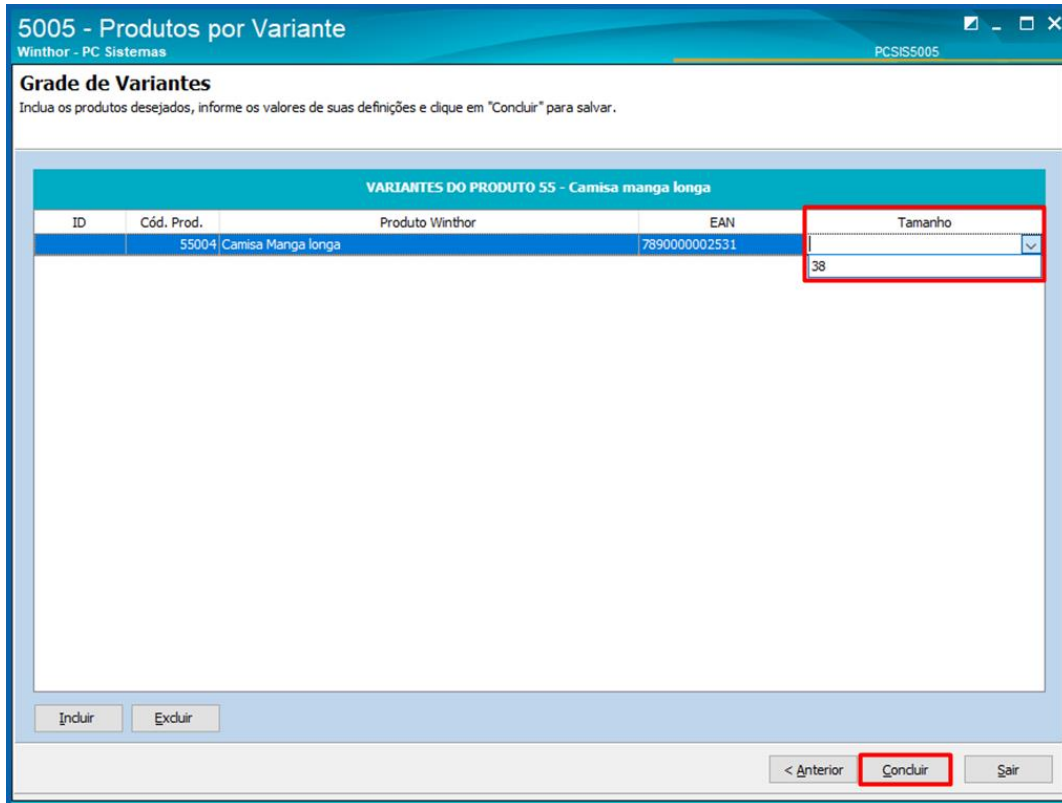 5005 - Produtos por Variante
Winthor - PC Sistemas
PCSIS5005
Grade de Variantes
Inclua os produtos desejados, informe os valores de suas definições e clique em "Concluir" para salvar.
VARIANTES DO PRODUTO 55 - Camisa manga longa
ID Cód. Prod. Produto Winthor EAN Tamanho
55004 Camisa Manga longa 7890000002531
38
Incluir Excluir
< Anterior Concluir Sair